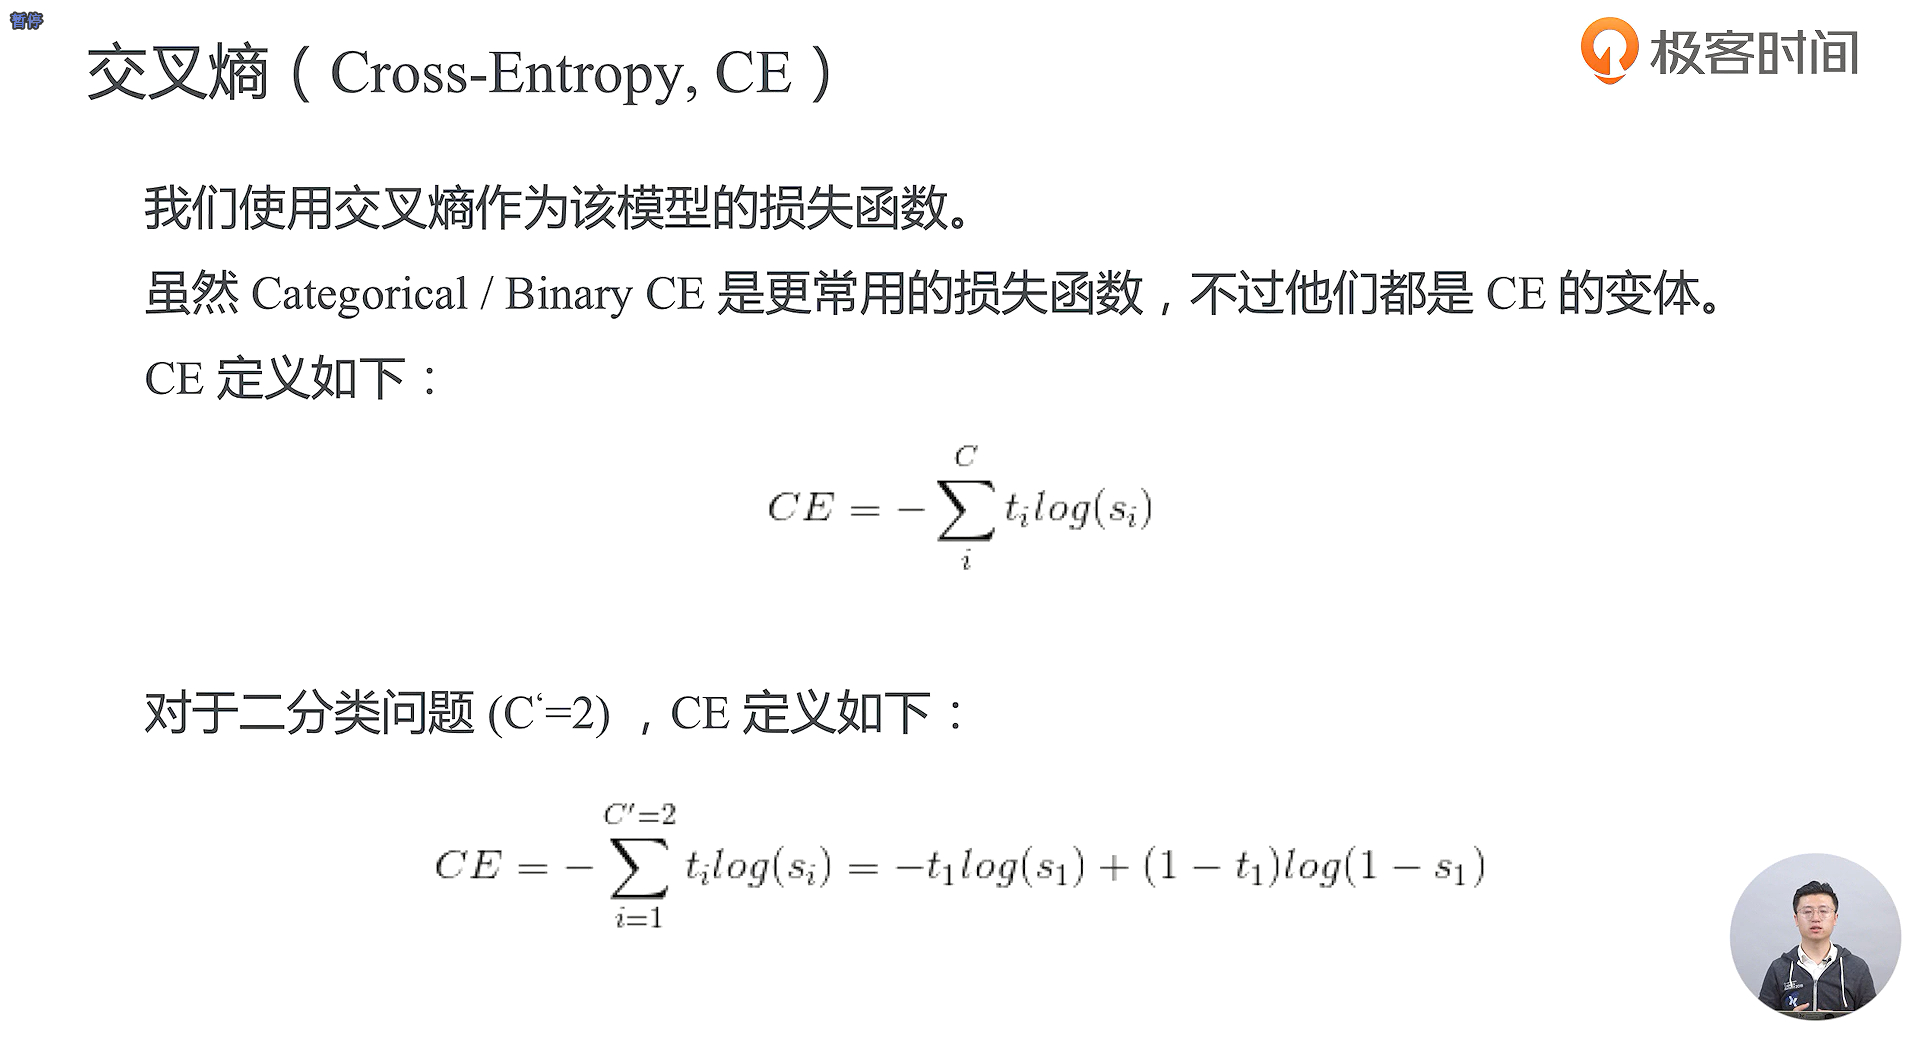 暂停
交叉熵（Cross-Entropy, CE）
极客时间
我们使用交叉熵作为该模型的损失函数。
虽然 Categorical / Binary CE 是更常用的损失函数，不过他们都是 CE 的变体。
CE 定义如下：
CE = -∑_i^C t_i log(s_i)
对于二分类问题 (C‘=2) ，CE 定义如下：
CE = -∑_{i=1}^{C'=2} t_i log(s_i) = -t_1 log(s_1) + (1 - t_1) log(1 - s_1)